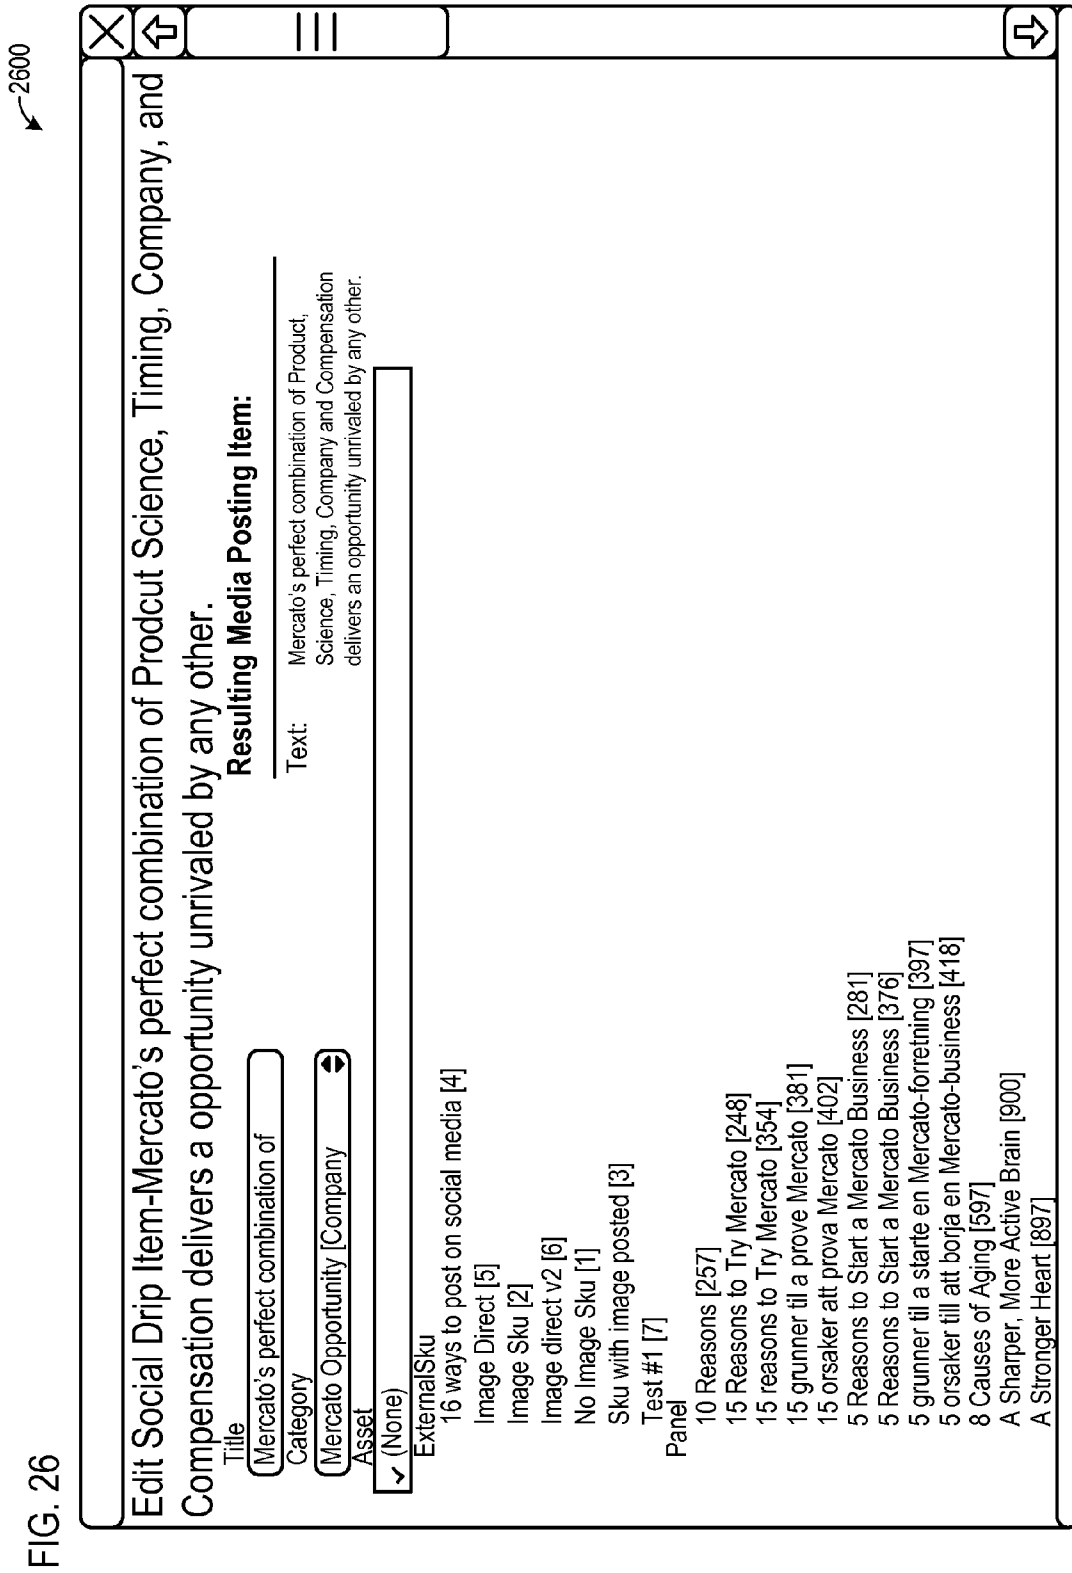 FIG. 26
2600
Edit Social Drip Item-Mercato's perfect combination of Prodcut Science, Timing, Company, and
Compensation delivers a opportunity unrivaled by any other.
Title
Mercato's perfect combination of
Category
Mercato Opportunity [Company
Asset
Resulting Media Posting Item:
Text:
Mercato's perfect combination of Product,
Science, Timing, Company and Compensation
delivers an opportunity unrivaled by any other.
✓ (None)
ExternalSku
16 ways to post on social media [4]
Image Direct [5]
Image Sku [2]
Image direct v2 [6]
No Image Sku [1]
Sku with image posted [3]
Test #1 [7]
Panel
10 Reasons [257]
15 Reasons to Try Mercato [248]
15 reasons to Try Mercato [354]
15 grunner til a prove Mercato [381]
15 orsaker att prova Mercato [402]
5 Reasons to Start a Mercato Business [281]
5 Reasons to Start a Mercato Business [376]
5 grunner til a starte en Mercato-forretning [397]
5 orsaker till att borja en Mercato-business [418]
8 Causes of Aging [597]
A Sharper, More Active Brain [900]
A Stronger Heart [897]